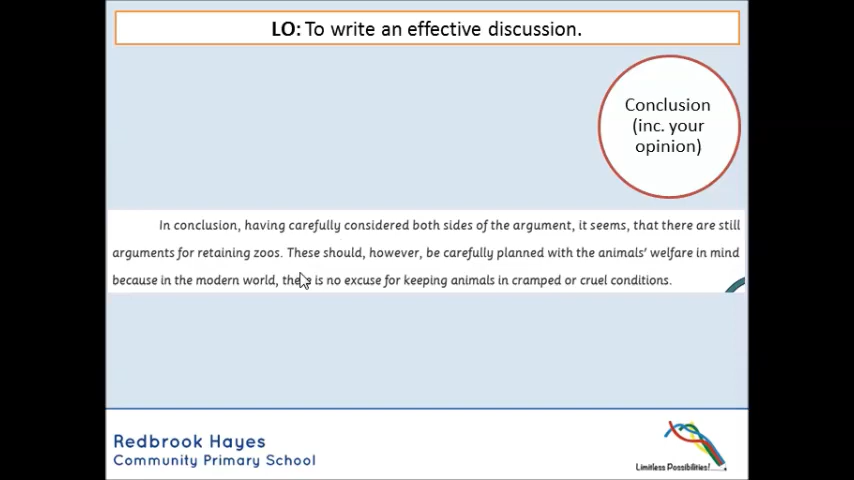 LO: To write an effective discussion.
Conclusion
(inc. your
opinion)
In conclusion, having carefully considered both sides of the argument, it seems, that there are still
arguments for retaining zoos. These should, however, be carefully planned with the animals' welfare in mind
because in the modern world, there is no excuse for keeping animals in cramped or cruel conditions.
Redbrook Hayes
Community Primary School
Limitless Possibilities!